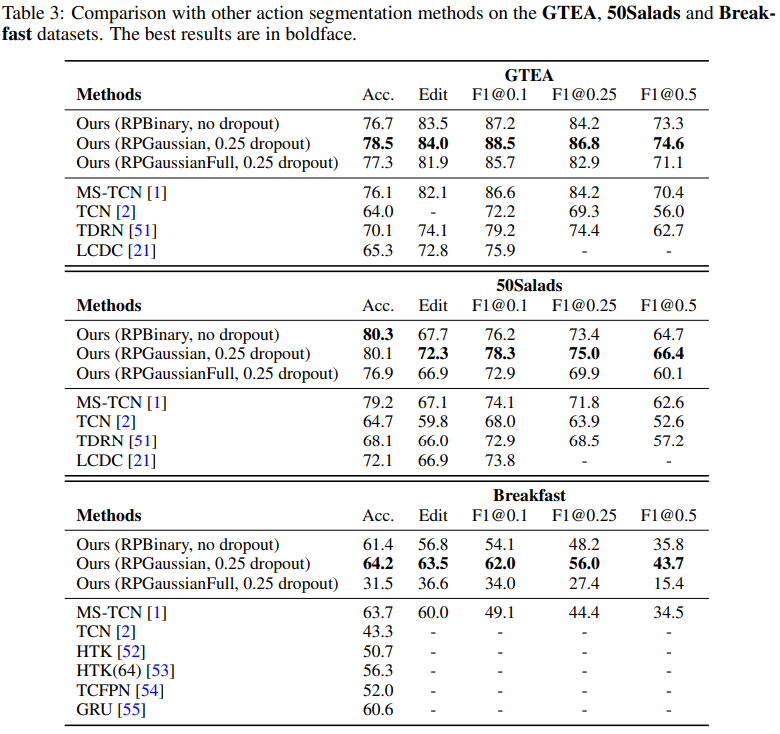 Table 3: Comparison with other action segmentation methods on the GTEA, 50Salads and Break-
fast datasets. The best results are in boldface.
GTEA
Methods Acc. Edit F1@0.1 F1@0.25 F1@0.5
Ours (RPBinary, no dropout) 76.7 83.5 87.2 84.2 73.3
Ours (RPGaussian, 0.25 dropout) 78.5 84.0 88.5 86.8 74.6
Ours (RPGaussianFull, 0.25 dropout) 77.3 81.9 85.7 82.9 71.1
MS-TCN [1] 76.1 82.1 86.6 84.2 70.4
TCN [2] 64.0 - 72.2 69.3 56.0
TDRN [51] 70.1 74.1 79.2 74.4 62.7
LCDC [21] 65.3 72.8 75.9 - -
50Salads
Methods Acc. Edit F1@0.1 F1@0.25 F1@0.5
Ours (RPBinary, no dropout) 80.3 67.7 76.2 73.4 64.7
Ours (RPGaussian, 0.25 dropout) 80.1 72.3 78.3 75.0 66.4
Ours (RPGaussianFull, 0.25 dropout) 76.9 66.9 72.9 69.9 60.1
MS-TCN [1] 79.2 67.1 74.1 71.8 62.6
TCN [2] 64.7 59.8 68.0 63.9 52.6
TDRN [51] 68.1 66.0 72.9 68.5 57.2
LCDC [21] 72.1 66.9 73.8 - -
Breakfast
Methods Acc. Edit F1@0.1 F1@0.25 F1@0.5
Ours (RPBinary, no dropout) 61.4 56.8 54.1 48.2 35.8
Ours (RPGaussian, 0.25 dropout) 64.2 63.5 62.0 56.0 43.7
Ours (RPGaussianFull, 0.25 dropout) 31.5 36.6 34.0 27.4 15.4
MS-TCN [1] 63.7 60.0 49.1 44.4 34.5
TCN [2] 43.3 - - - -
HTK [52] 50.7 - - - -
HTK(64) [53] 56.3 - - - -
TCFPN [54] 52.0 - - - -
GRU [55] 60.6 - - - -